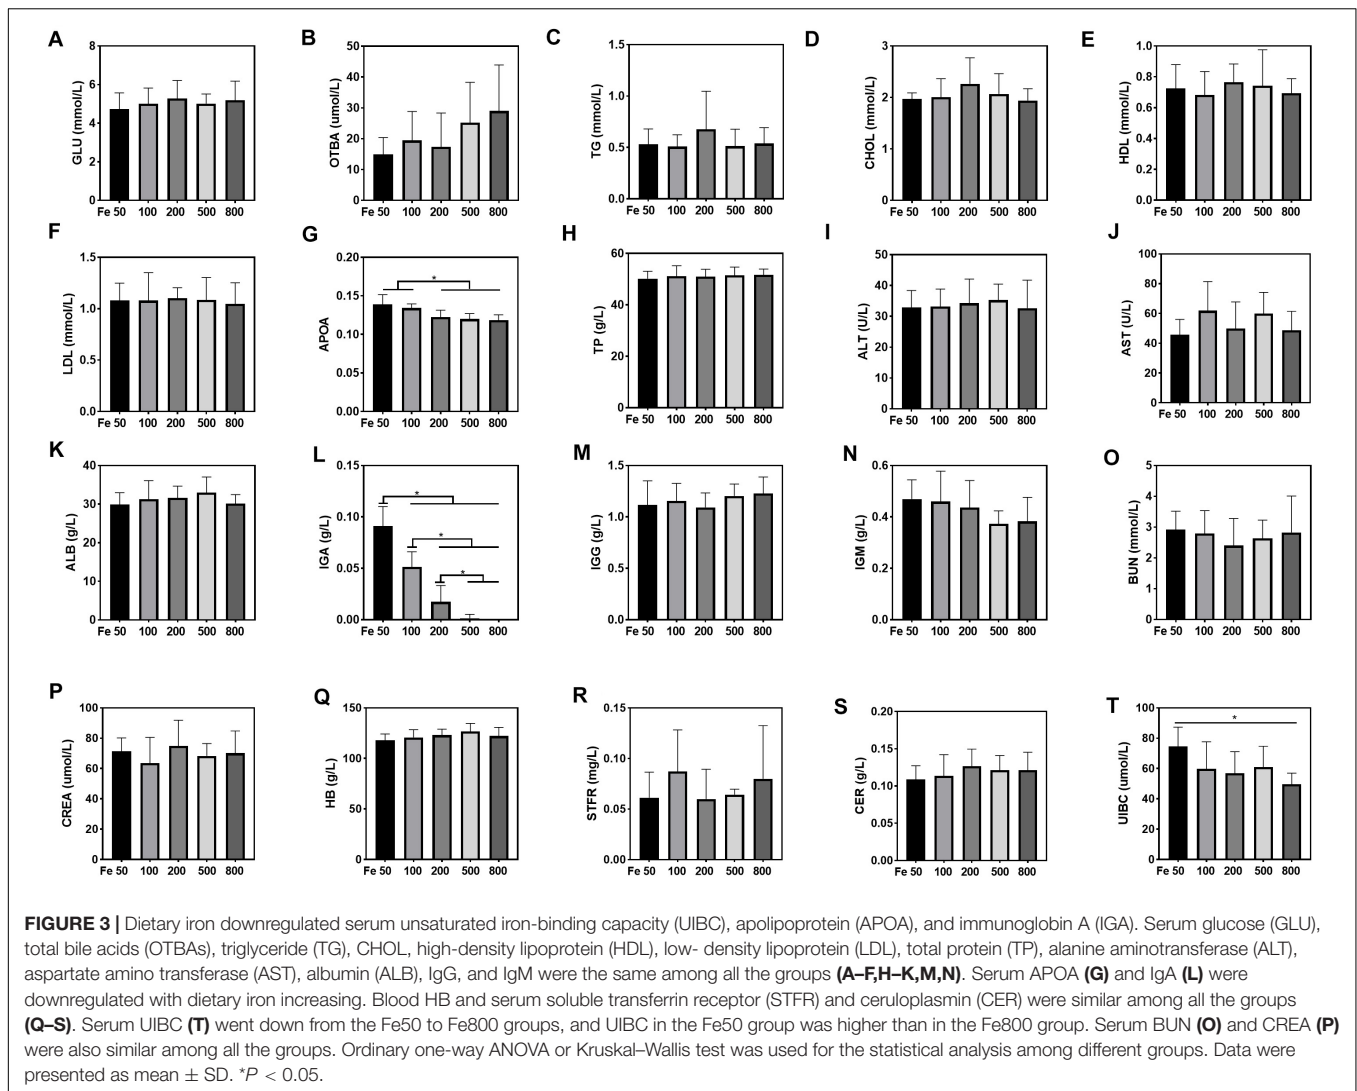 A
GLU (mmol/L)
8
6
4
2
0
Fe 50 100 200 500 800
B
OTBA (umol/L)
50
40
30
20
10
0
Fe 50 100 200 500 800
C
TG (mmol/L)
1.5
1.0
0.5
0.0
Fe 50 100 200 500 800
D
CHOL (mmol/L)
3
2
1
0
Fe 50 100 200 500 800
E
HDL (mmol/L)
1.0
0.8
0.6
0.4
0.2
0.0
Fe 50 100 200 500 800
F
LDL (mmol/L)
1.5
1.0
0.5
0.0
Fe 50 100 200 500 800
G
APOA
0.20
0.15
0.10
0.05
0.00
*
Fe 50 100 200 500 800
H
TP (g/L)
60
40
20
0
Fe 50 100 200 500 800
I
ALT (U/L)
50
40
30
20
10
0
Fe 50 100 200 500 800
J
AST (U/L)
100
80
60
40
20
0
Fe 50 100 200 500 800
K
ALB (g/L)
40
30
20
10
0
Fe 50 100 200 500 800
L
IGA (g/L)
0.15
0.10
0.05
0.00
*
*
*
Fe 50 100 200 500 800
M
IGG (g/L)
1.5
1.0
0.5
0.0
Fe 50 100 200 500 800
N
IGM (g/L)
0.6
0.4
0.2
0.0
Fe 50 100 200 500 800
O
BUN (mmol/L)
5
4
3
2
1
0
Fe 50 100 200 500 800
P
CREA (umol/L)
100
80
60
40
20
0
Fe 50 100 200 500 800
Q
HB (g/L)
150
100
50
0
Fe 50 100 200 500 800
R
STFR (mg/L)
0.15
0.10
0.05
0.00
Fe 50 100 200 500 800
S
CER (g/L)
0.20
0.15
0.10
0.05
0.00
Fe 50 100 200 500 800
T
UIBC (umol/L)
100
80
60
40
20
0
*
Fe 50 100 200 500 800
FIGURE 3 | Dietary iron downregulated serum unsaturated iron-binding capacity (UIBC), apolipoprotein (APOA), and immunoglobin A (IGA). Serum glucose (GLU),
total bile acids (OTBAs), triglyceride (TG), CHOL, high-density lipoprotein (HDL), low- density lipoprotein (LDL), total protein (TP), alanine aminotransferase (ALT),
aspartate amino transferase (AST), albumin (ALB), IgG, and IgM were the same among all the groups (A–F,H–K,M,N). Serum APOA (G) and IgA (L) were
downregulated with dietary iron increasing. Blood HB and serum soluble transferrin receptor (STFR) and ceruloplasmin (CER) were similar among all the groups
(Q–S). Serum UIBC (T) went down from the Fe50 to Fe800 groups, and UIBC in the Fe50 group was higher than in the Fe800 group. Serum BUN (O) and CREA (P)
were also similar among all the groups. Ordinary one-way ANOVA or Kruskal–Wallis test was used for the statistical analysis among different groups. Data were
presented as mean ± SD. *P < 0.05.